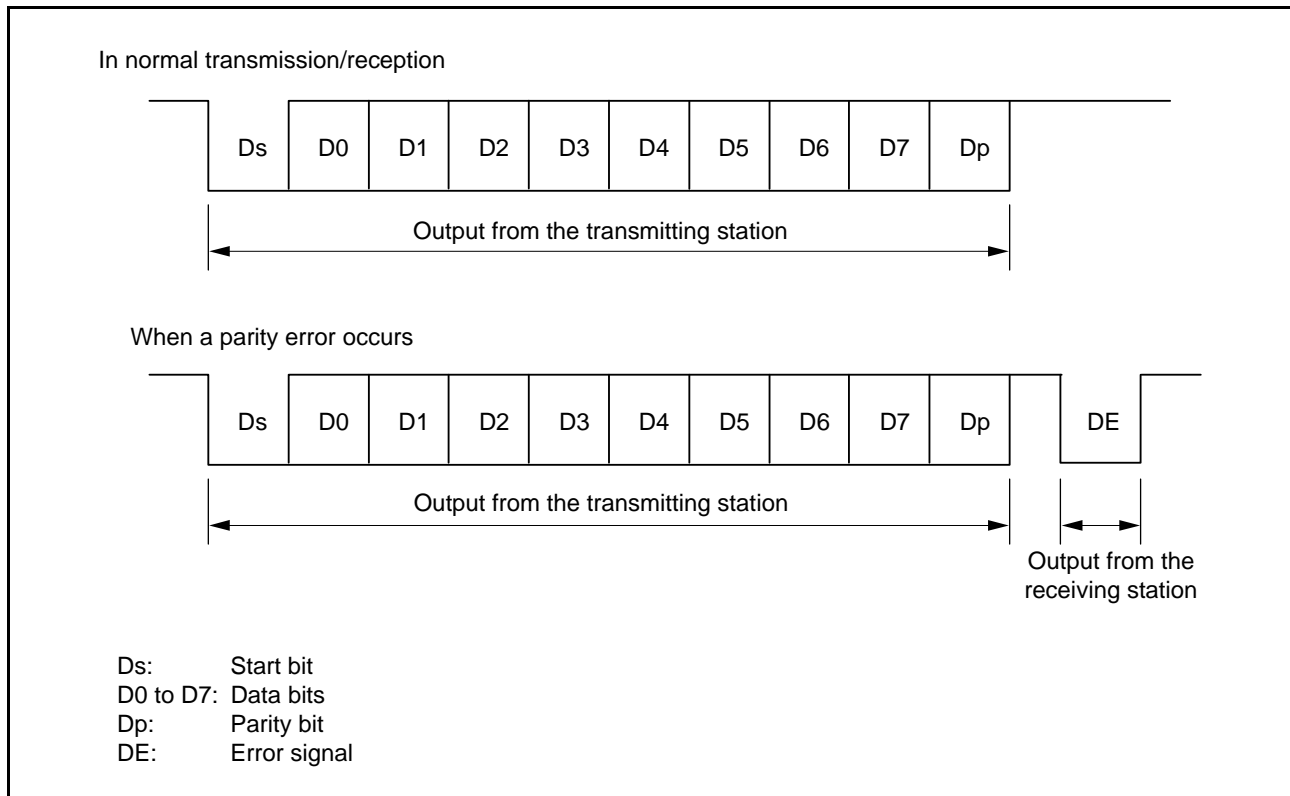 In normal transmission/reception
Ds D0 D1 D2 D3 D4 D5 D6 D7 Dp
Output from the transmitting station
When a parity error occurs
Ds D0 D1 D2 D3 D4 D5 D6 D7 Dp DE
Output from the transmitting station
Output from the
receiving station
Ds: Start bit
D0 to D7: Data bits
Dp: Parity bit
DE: Error signal